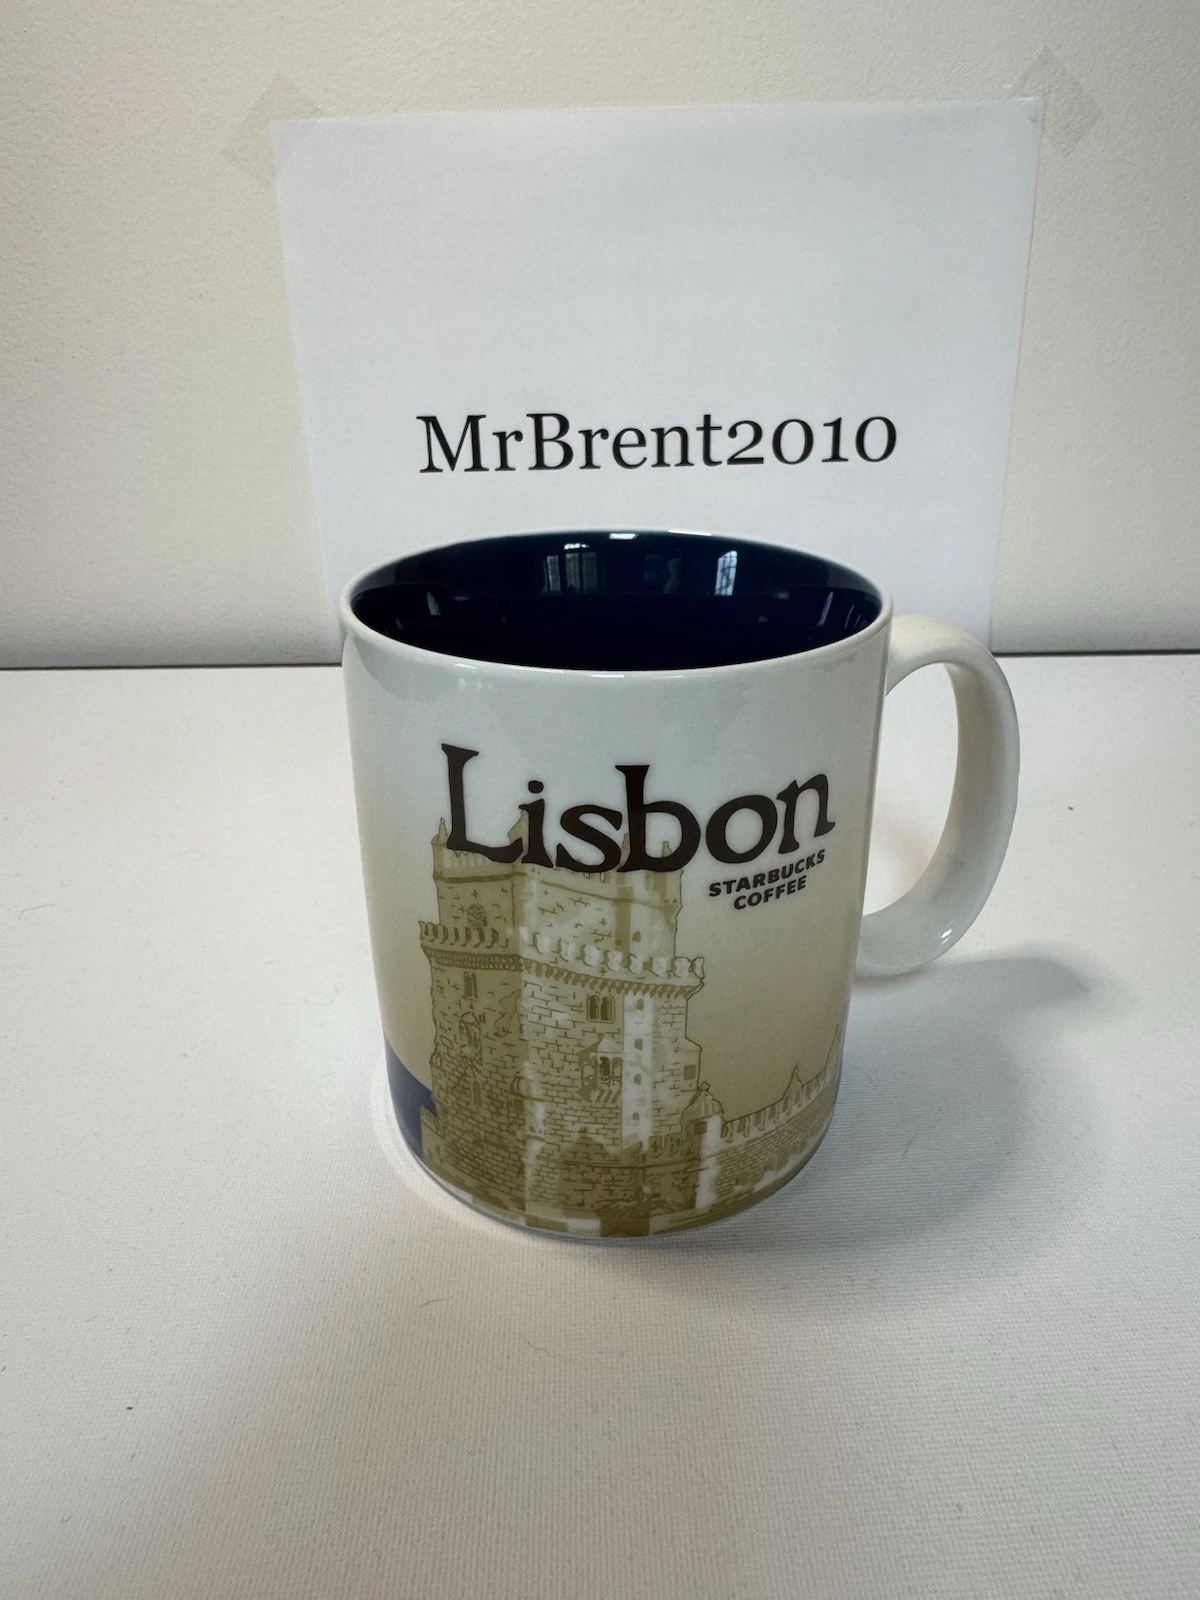 MrBrent2010
Lisbon
STARBUCKS
COFFEE